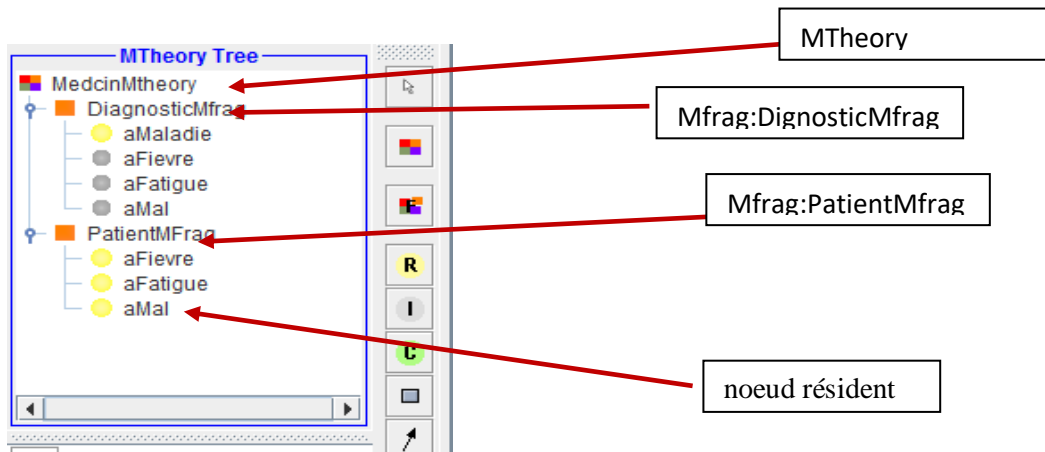 MTheory Tree
MedcinMtheory
DiagnosticMfrag
aMaladie
aFievre
aFatigue
aMal
PatientMFrag
aFievre
aFatigue
aMal
F
R
I
C
MTheory
Mfrag:DignosticMfrag
Mfrag:PatientMfrag
noeud résident